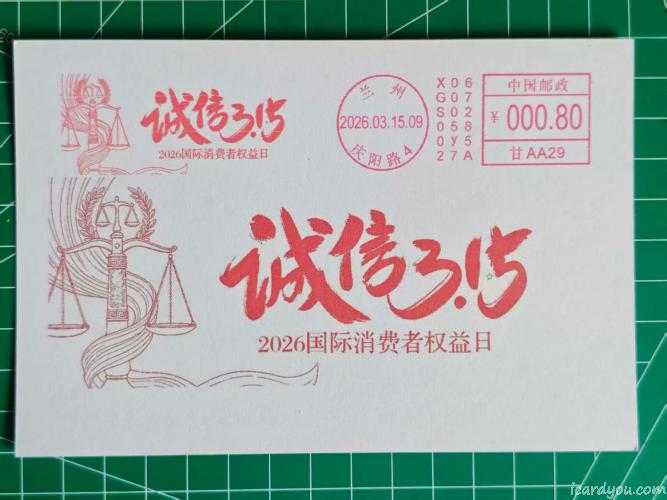 诚信3.15
2026国际消费者权益日
兰州
2026.03.15.09
庆阳路4
X06
G07
S02
058
0y5
27A
中国邮政
¥ 000.80
甘AA29
诚信3.15
2026国际消费者权益日
icardyou.com